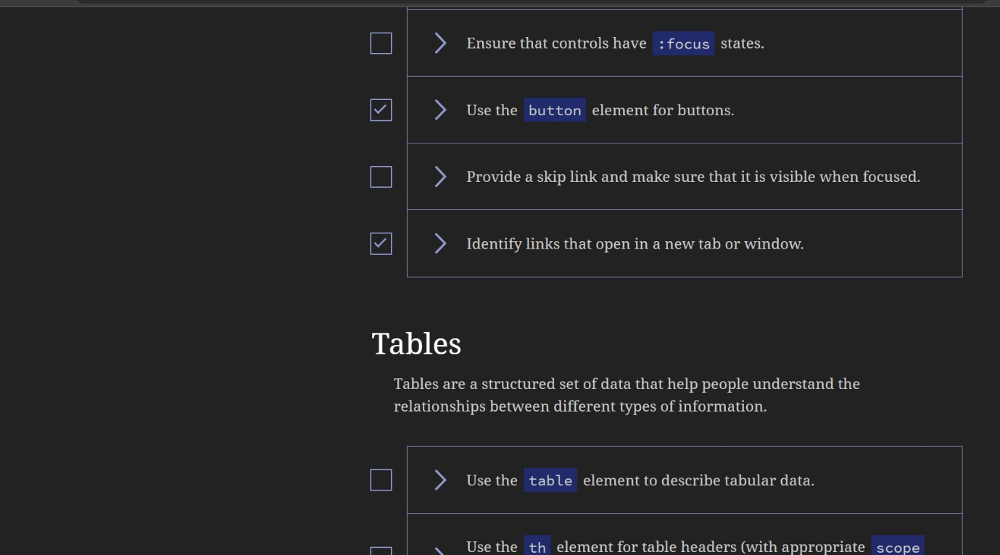 Ensure that controls have :focus states.
Use the button element for buttons.
Provide a skip link and make sure that it is visible when focused.
Identify links that open in a new tab or window.
Tables
Tables are a structured set of data that help people understand the
relationships between different types of information.
Use the table element to describe tabular data.
Use the th element for table headers (with appropriate scope